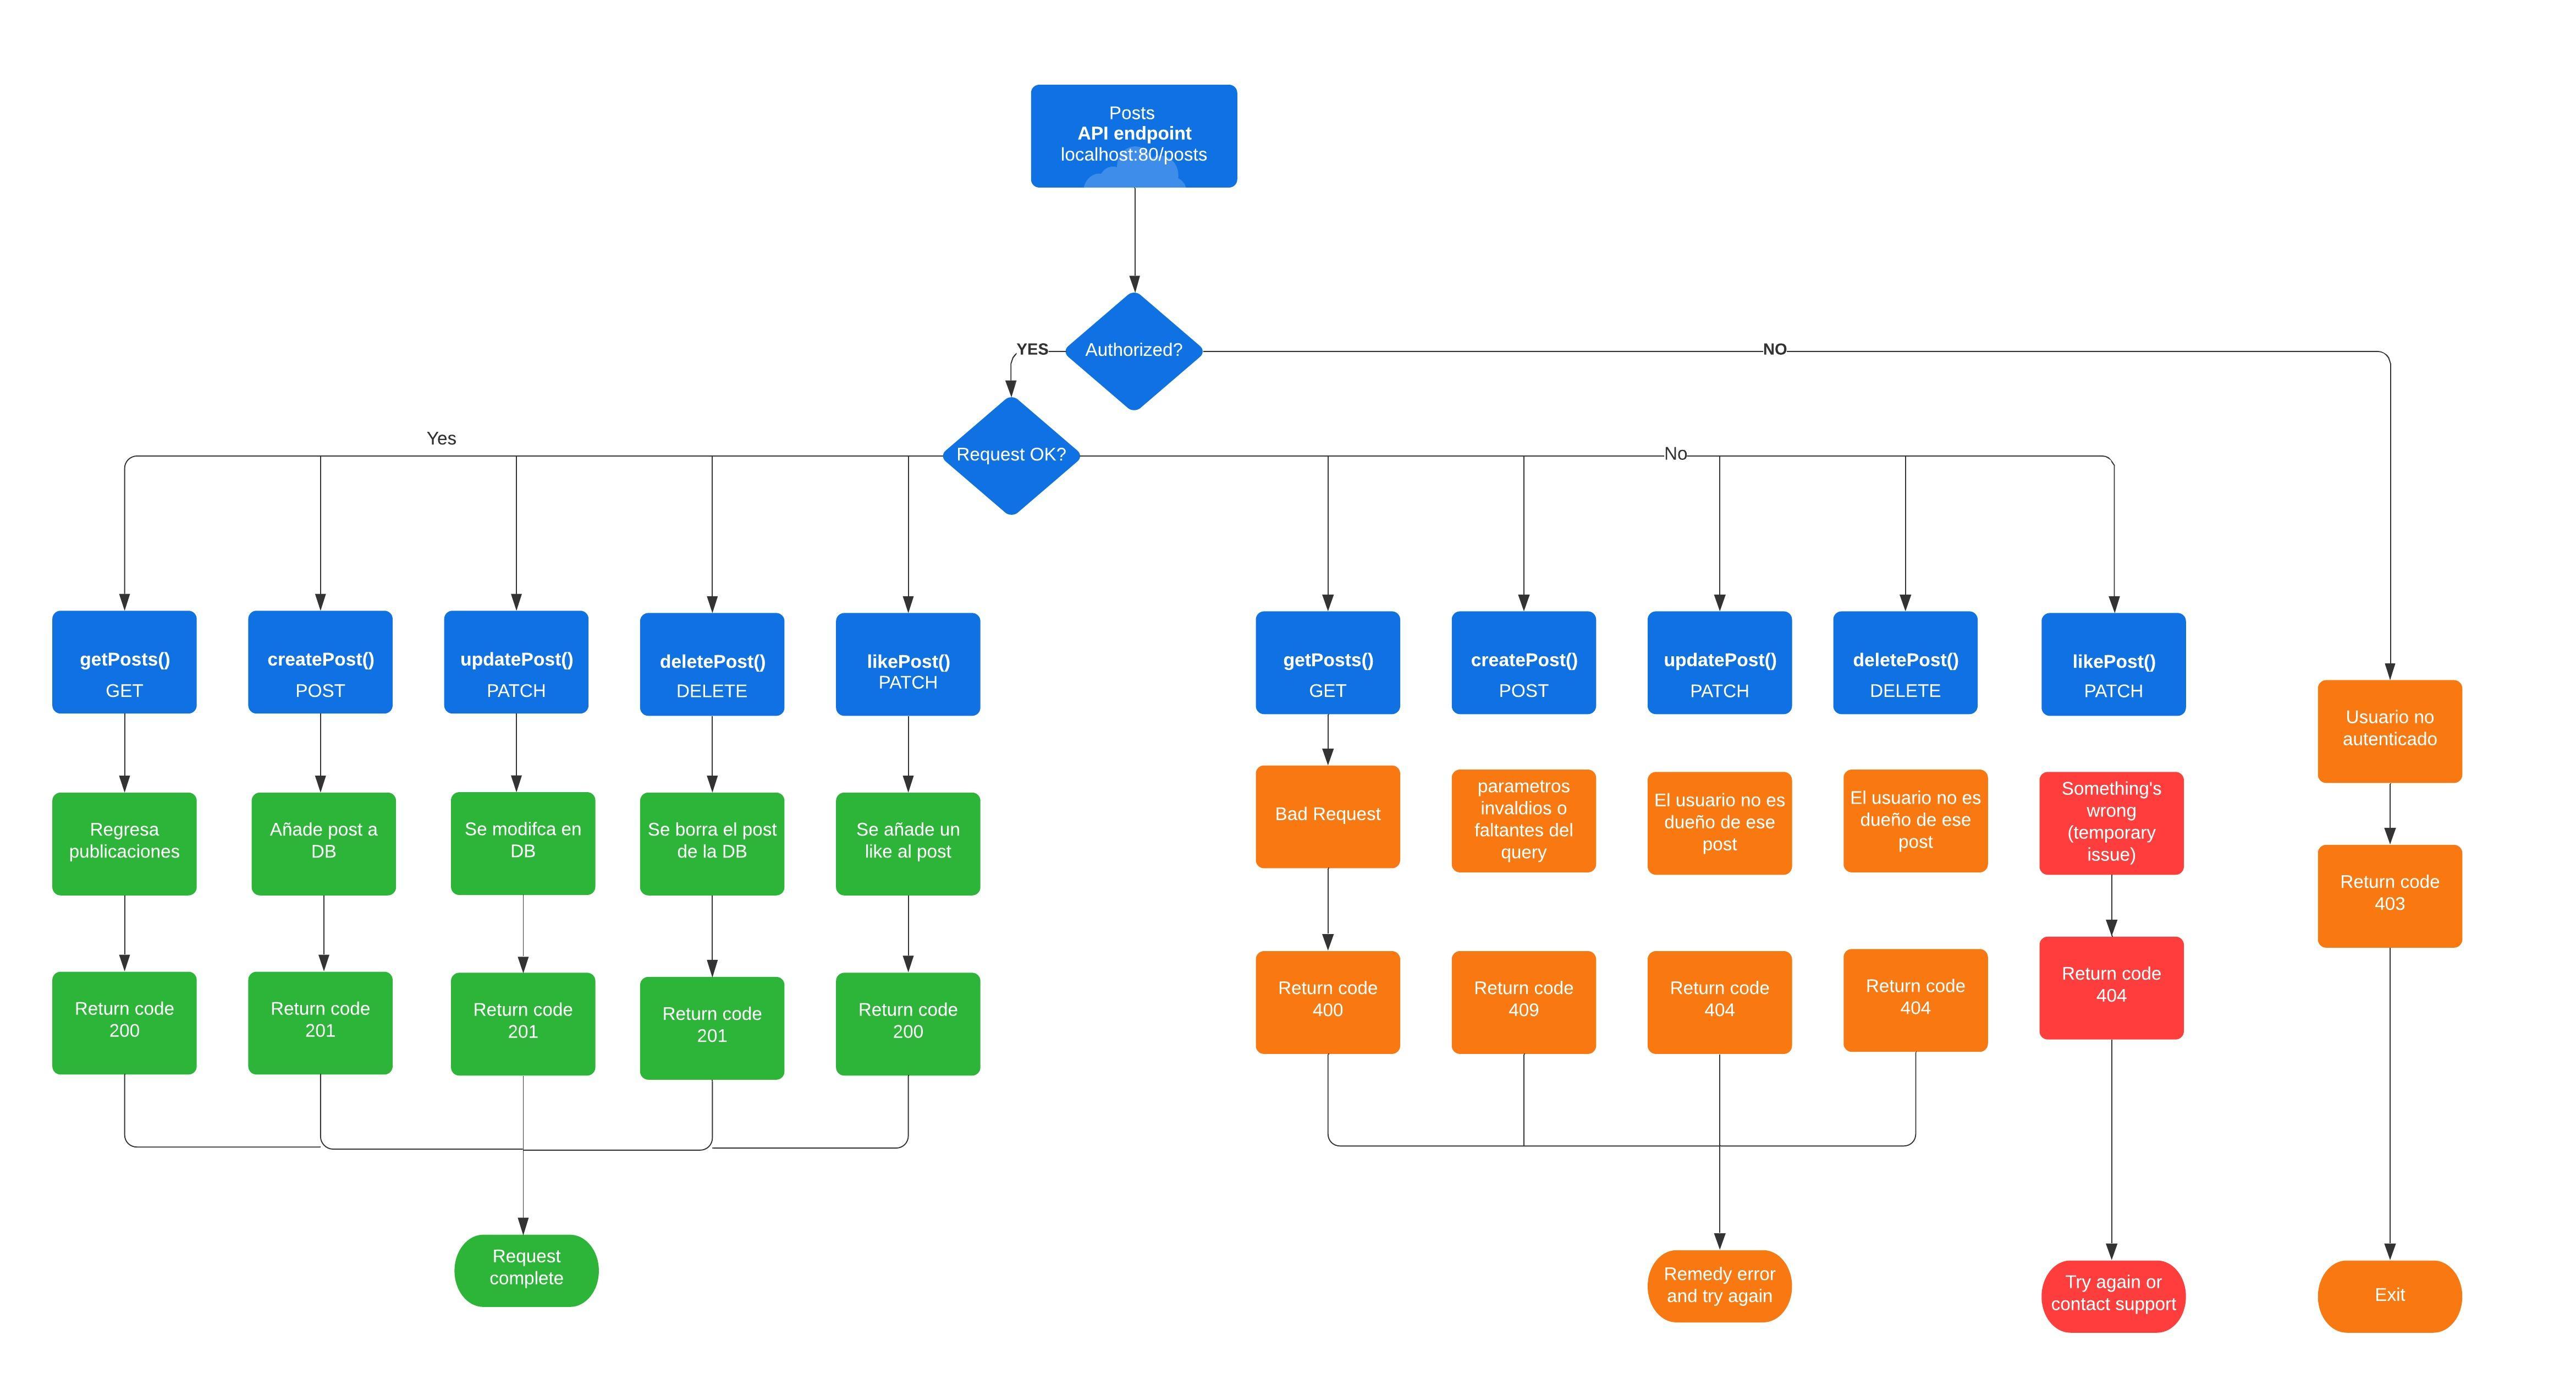 Posts
API endpoint
localhost:80/posts
Authorized?
YES
NO
Request OK?
Yes
No
getPosts()
GET
createPost()
POST
updatePost()
PATCH
deletePost()
DELETE
likePost()
PATCH
getPosts()
GET
createPost()
POST
updatePost()
PATCH
deletePost()
DELETE
likePost()
PATCH
Usuario no
autenticado
Regresa
publicaciones
Añade post a
DB
Se modifca en
DB
Se borra el post
de la DB
Se añade un
like al post
Bad Request
parametros
invaldios o
faltantes del
query
El usuario no es
dueño de ese
post
El usuario no es
dueño de ese
post
Something's
wrong
(temporary
issue)
Return code
403
Return code
200
Return code
201
Return code
201
Return code
201
Return code
200
Return code
400
Return code
409
Return code
404
Return code
404
Return code
404
Request
complete
Remedy error
and try again
Try again or
contact support
Exit